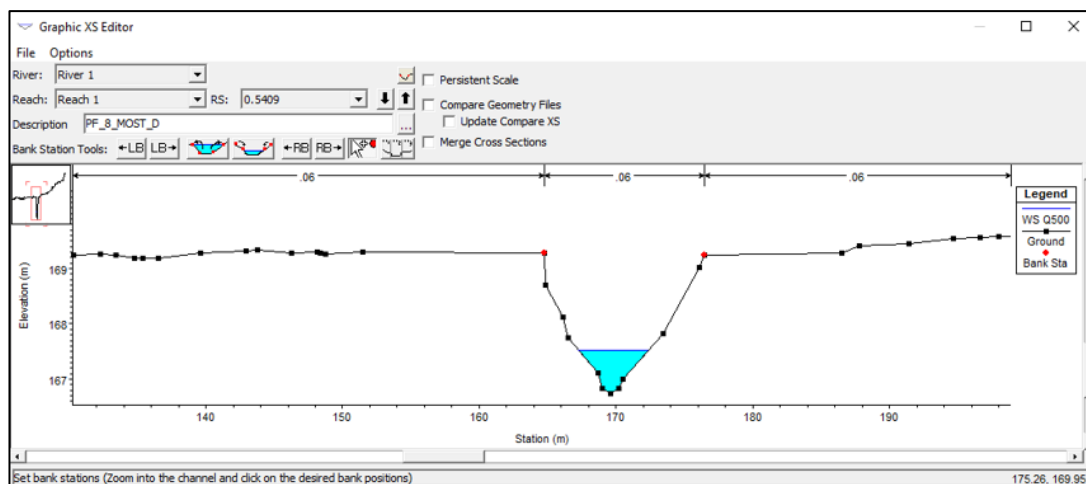 Graphic XS Editor
File Options
River: River 1
Persistent Scale
Reach: Reach 1 RS: 0.5409
Compare Geometry Files
Update Compare XS
Description PF_8_MOST_D ...
Merge Cross Sections
Bank Station Tools: ←LB LB→ ←RB RB→
.06 .06 .06
Legend
WS Q500
Ground
Bank Sta
Elevation (m)
169
168
167
140 150 160 170 180 190
Station (m)
Set bank stations (Zoom into the channel and click on the desired bank positions) 175.26, 169.95